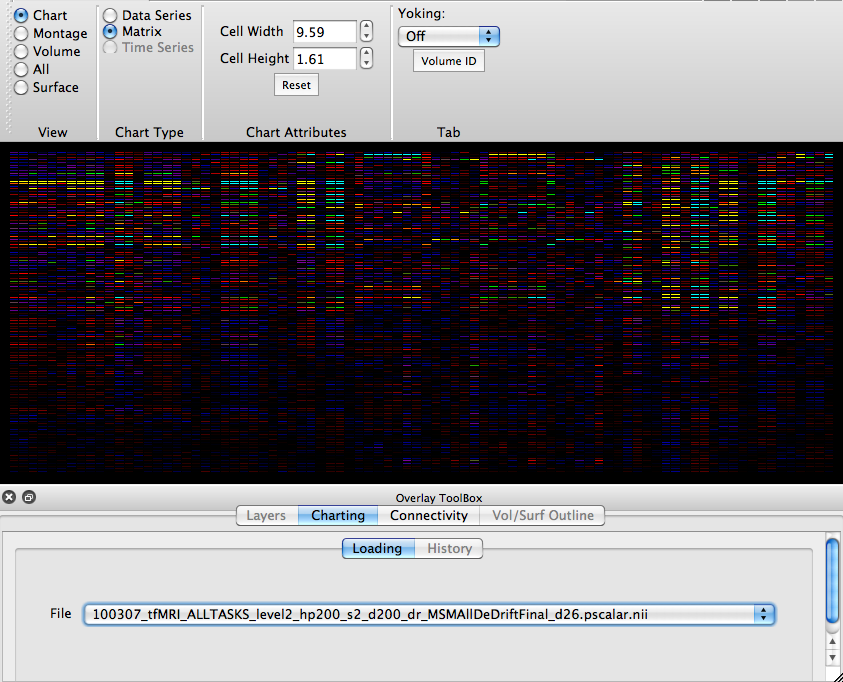 Chart
Montage
Volume
All
Surface
View
Data Series
Matrix
Time Series
Chart Type
Cell Width 9.59
Cell Height 1.61
Reset
Chart Attributes
Yoking:
Off
Volume ID
Tab
Overlay ToolBox
Layers Charting Connectivity Vol/Surf Outline
Loading History
File 100307_tfMRI_ALLTASKS_level2_hp200_s2_d200_dr_MSMAllDeDriftFinal_d26.pscalar.nii